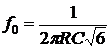 f₀ = 1 / (2πRC√6)